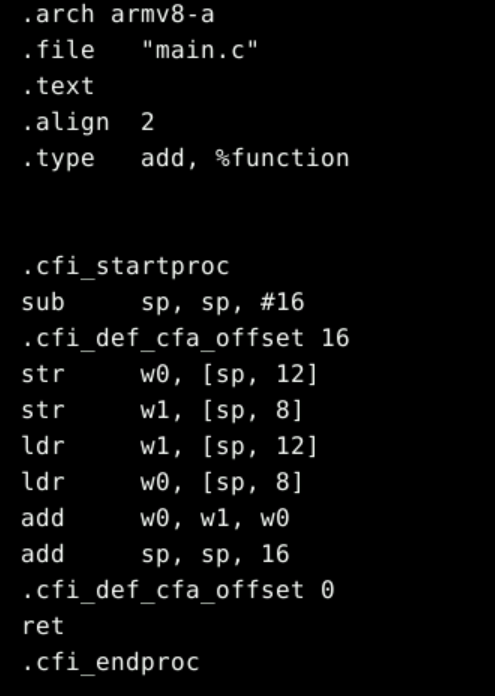 .arch armv8-a
.file "main.c"
.text
.align 2
.type add, %function
.cfi_startproc
sub sp, sp, #16
.cfi_def_cfa_offset 16
str w0, [sp, 12]
str w1, [sp, 8]
ldr w1, [sp, 12]
ldr w0, [sp, 8]
add w0, w1, w0
add sp, sp, 16
.cfi_def_cfa_offset 0
ret
.cfi_endproc